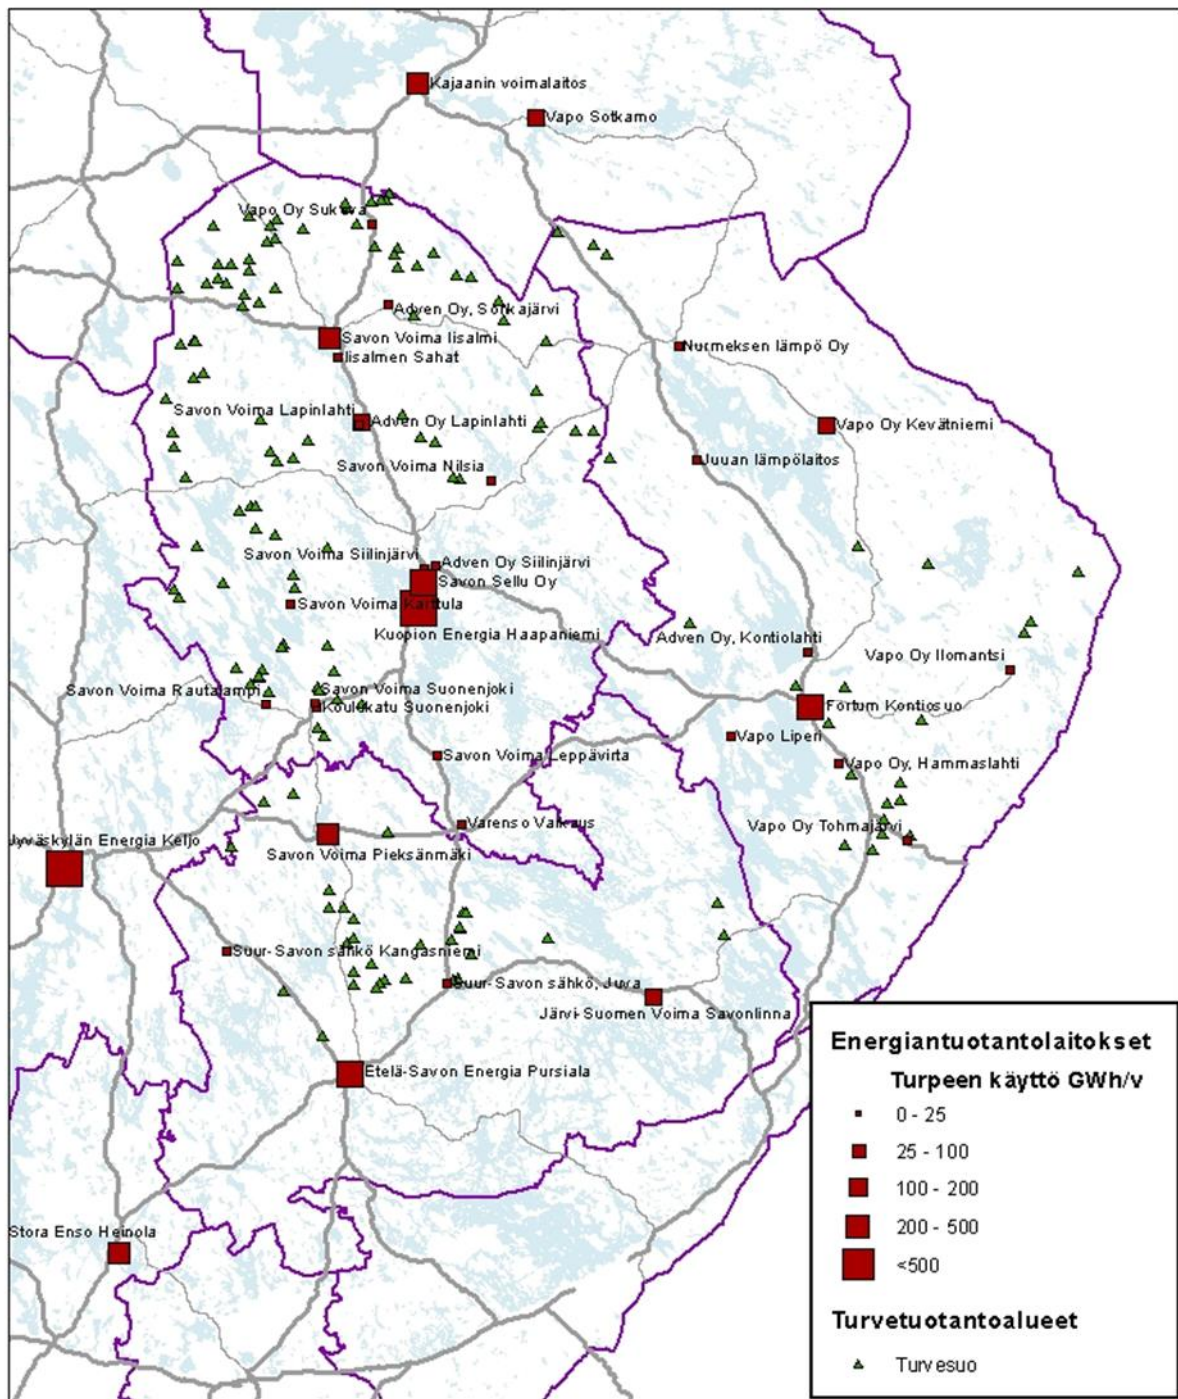 Kajaanin voimalaitos
Vapo Sotkamo
Vapo Oy Sukeva
Adven Oy, Sorkajärvi
Savon Voima Iisalmi
Iisalmen Sahat
Nurmeksen lämpö Oy
Savon Voima Lapinlahti
Adven Oy Lapinlahti
Vapo Oy Kevätniemi
Savon Voima Nilsia
Juuan lämpölaitos
Savon Voima Siilinjärvi
Adven Oy Siilinjärvi
Savon Sellu Oy
Savon Voima Karttula
Kuopion Energia Haapaniemi
Adven Oy, Kontiolahti
Vapo Oy Ilomantsi
Savon Voima Rautalampi
Savon Voima Suonenjoki
Koulukatu Suonenjoki
Fortum Kontiosuo
Vapo Liperi
Savon Voima Leppävirta
Vapo Oy, Hammaslahti
Varenso Varkaus
Vapo Oy Tohmajärvi
Jyväskylän Energia Keljo
Savon Voima Pieksänmäki
Suur-Savon sähkö Kangasniemi
Suur-Savon sähkö, Juva
Järvi-Suomen Voima Savonlinna
Etelä-Savon Energia Pursiala
Stora Enso Heinola
Energiantuotantolaitokset
Turpeen käyttö GWh/v
0 - 25
25 - 100
100 - 200
200 - 500
<500
Turvetuotantoalueet
Turvesuo